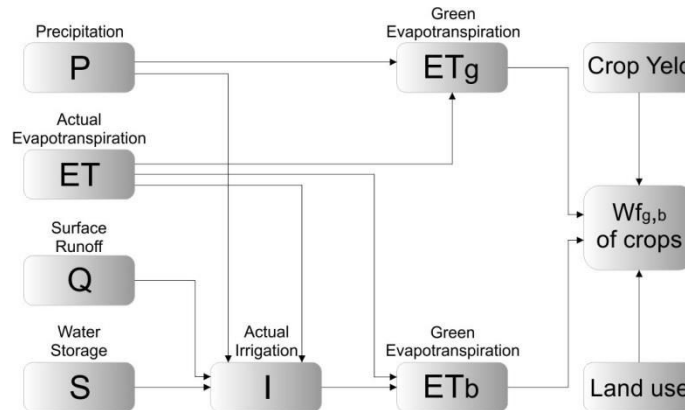 Precipitation
P
Green
Evapotranspiration
ETg
Crop Yeld
Actual
Evapotranspiration
ET
Wfg,b
of crops
Surface
Runoff
Q
Water
Storage
S
Actual
Irrigation
I
Green
Evapotranspiration
ETb
Land use